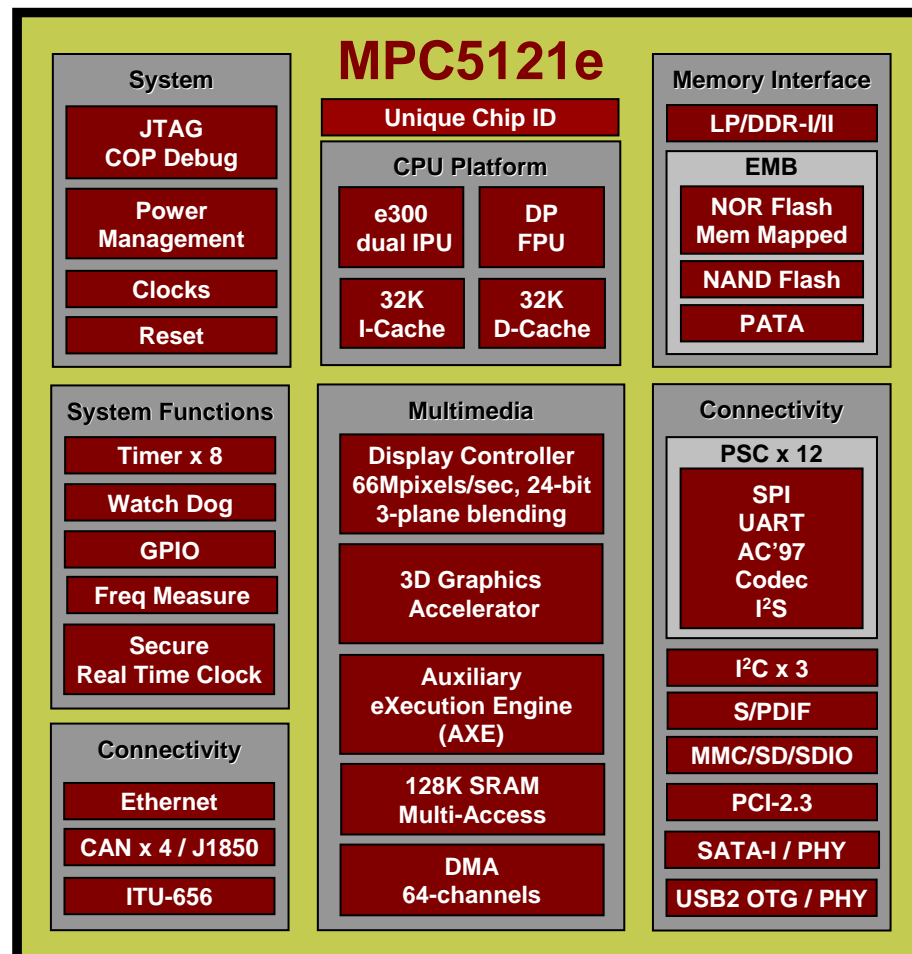 MPC5121e
Unique Chip ID
System
JTAG
COP Debug
Power
Management
Clocks
Reset
CPU Platform
e300
dual IPU
DP
FPU
32K
I-Cache
32K
D-Cache
Memory Interface
LP/DDR-I/II
EMB
NOR Flash
Mem Mapped
NAND Flash
PATA
System Functions
Timer x 8
Watch Dog
GPIO
Freq Measure
Secure
Real Time Clock
Connectivity
Ethernet
CAN x 4 / J1850
ITU-656
Multimedia
Display Controller
66Mpixels/sec, 24-bit
3-plane blending
3D Graphics
Accelerator
Auxiliary
eXecution Engine
(AXE)
128K SRAM
Multi-Access
DMA
64-channels
Connectivity
PSC x 12
SPI
UART
AC’97
Codec
I²S
I²C x 3
S/PDIF
MMC/SD/SDIO
PCI-2.3
SATA-I / PHY
USB2 OTG / PHY